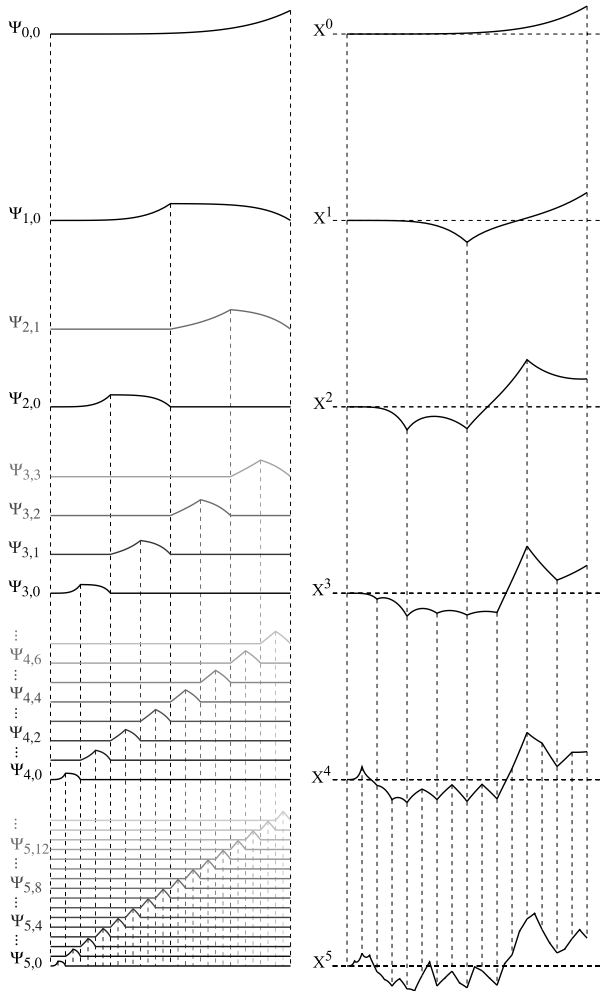 Ψ0,0 X0
Ψ1,0 X1
Ψ2,1
Ψ2,0 X2
Ψ3,3
Ψ3,2
Ψ3,1
Ψ3,0 X3
⋮
Ψ4,6
⋮
Ψ4,4
⋮
Ψ4,2
⋮
Ψ4,0 X4
⋮
Ψ5,12
⋮
Ψ5,8
⋮
Ψ5,4
⋮
Ψ5,0 X5